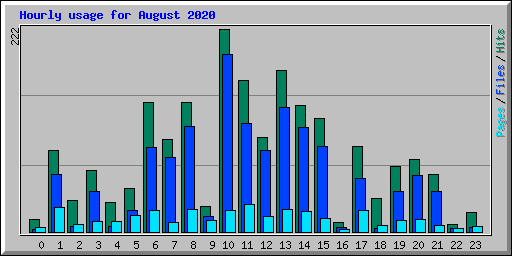 Hourly usage for August 2020
222
Pages/Files/Hits
0 1 2 3 4 5 6 7 8 9 10 11 12 13 14 15 16 17 18 19 20 21 22 23